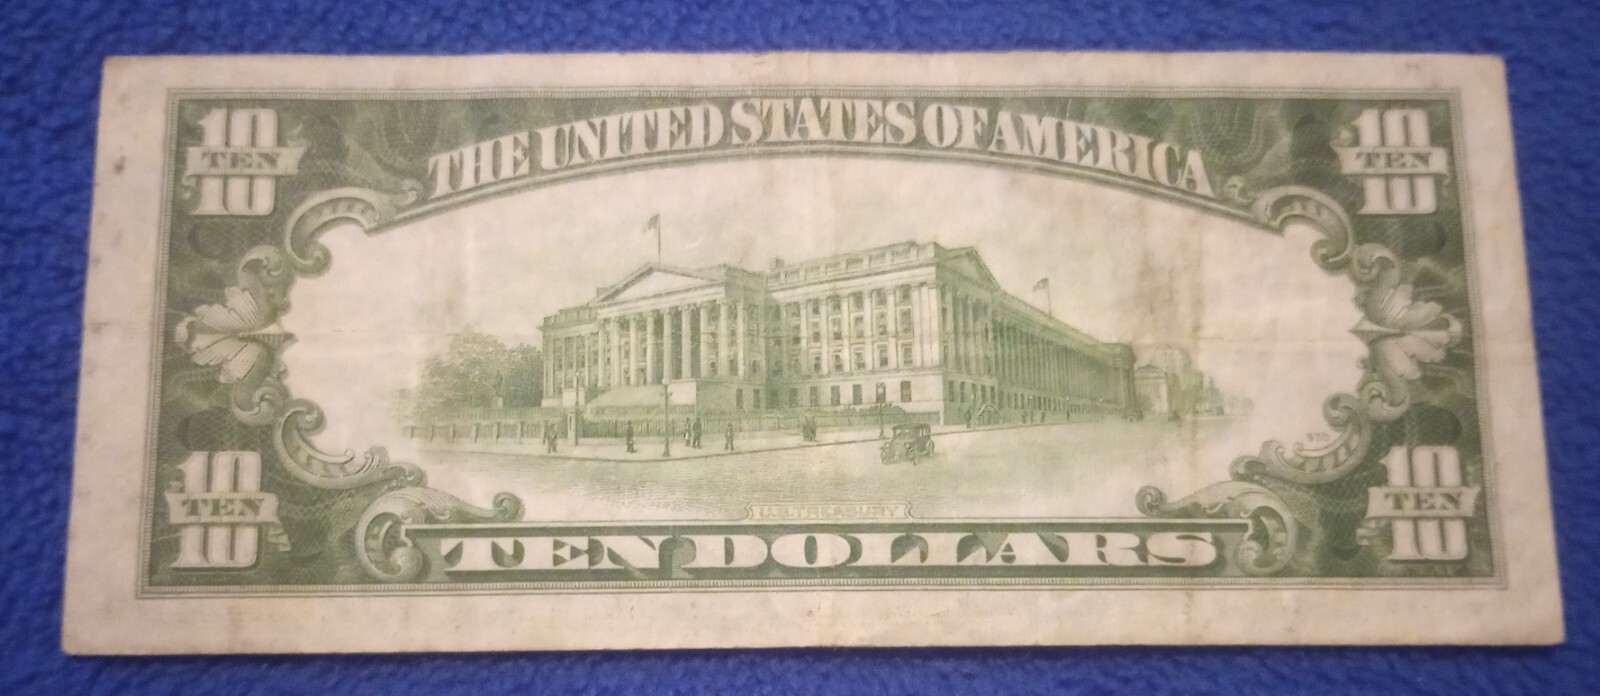 10 TEN 10
THE UNITED STATES OF AMERICA
10 TEN 10
10 TEN 10
U.S. TREASURY
TEN DOLLARS
10 TEN 10